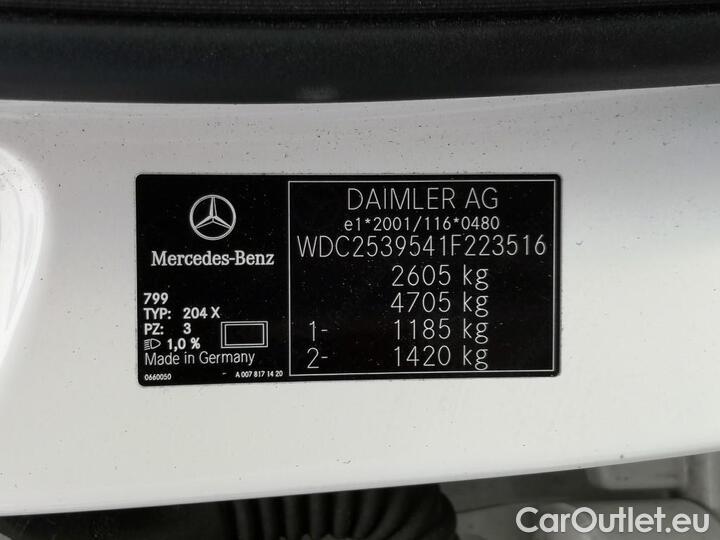 Mercedes-Benz
799
TYP: 204 X
PZ: 3
1,0 %
Made in Germany
0660050
A 007 817 14 20
DAIMLER AG
e1*2001/116*0480
WDC2539541F223516
2605 kg
4705 kg
1- 1185 kg
2- 1420 kg
CarOutlet.eu